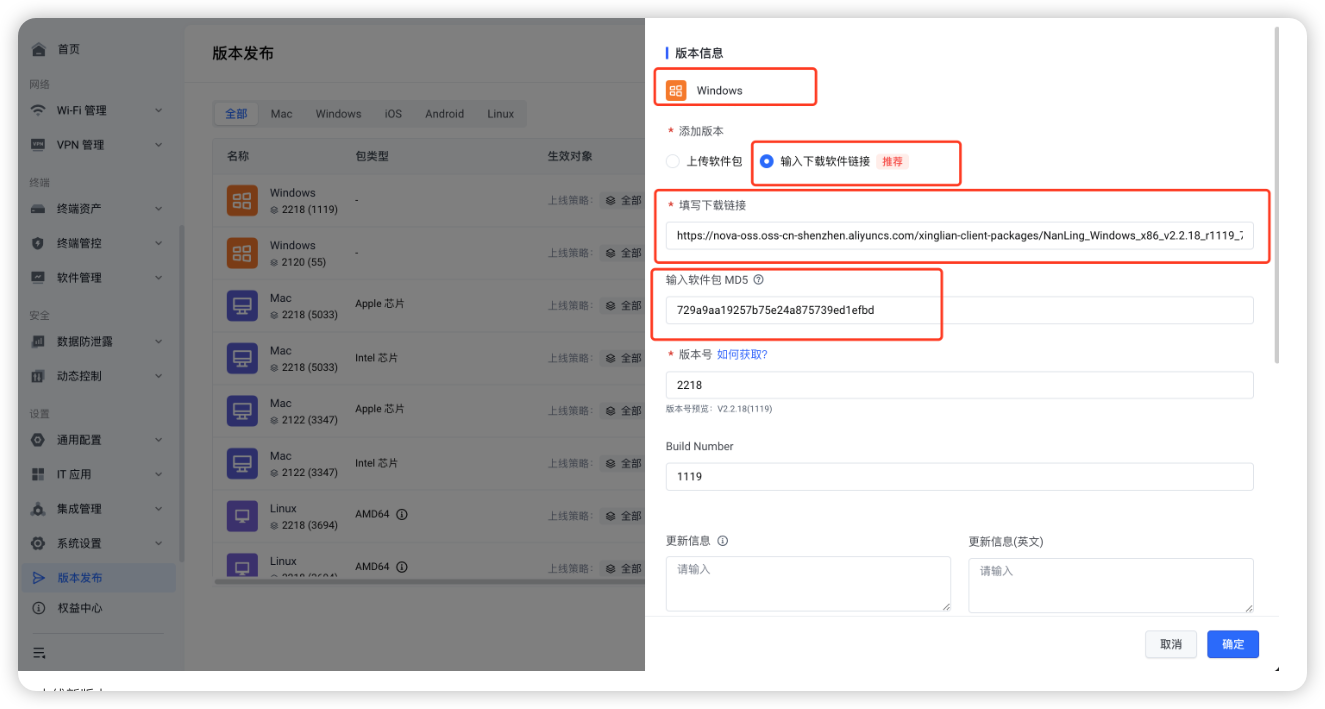 首页
网络
Wi-Fi 管理
VPN 管理
终端
终端资产
终端管控
软件管理
安全
数据防泄露
动态控制
设置
通用配置
IT 应用
集成管理
系统设置
版本发布
权益中心
版本发布
全部 Mac Windows iOS Android Linux
名称 包类型 生效对象
Windows
2218 (1119) - 上线策略: 全部
Windows
2120 (55) - 上线策略: 全部
Mac
2218 (5033) Apple 芯片 上线策略: 全部
Mac
2218 (5033) Intel 芯片 上线策略: 全部
Mac
2122 (3347) Apple 芯片 上线策略: 全部
Mac
2122 (3347) Intel 芯片 上线策略: 全部
Linux
2218 (3694) AMD64 上线策略: 全部
Linux
AMD64 上线策略: 全部
版本信息
Windows
* 添加版本
上传软件包 输入下载软件链接 推荐
* 填写下载链接
https://nova-oss.oss-cn-shenzhen.aliyuncs.com/xinglian-client-packages/NanLing_Windows_x86_v2.2.18_r1119_7
输入软件包 MD5
729a9aa19257b75e24a875739ed1efbd
* 版本号 如何获取?
2218
版本号预览: V2.2.18(1119)
Build Number
1119
更新信息 更新信息(英文)
请输入 请输入
取消 确定